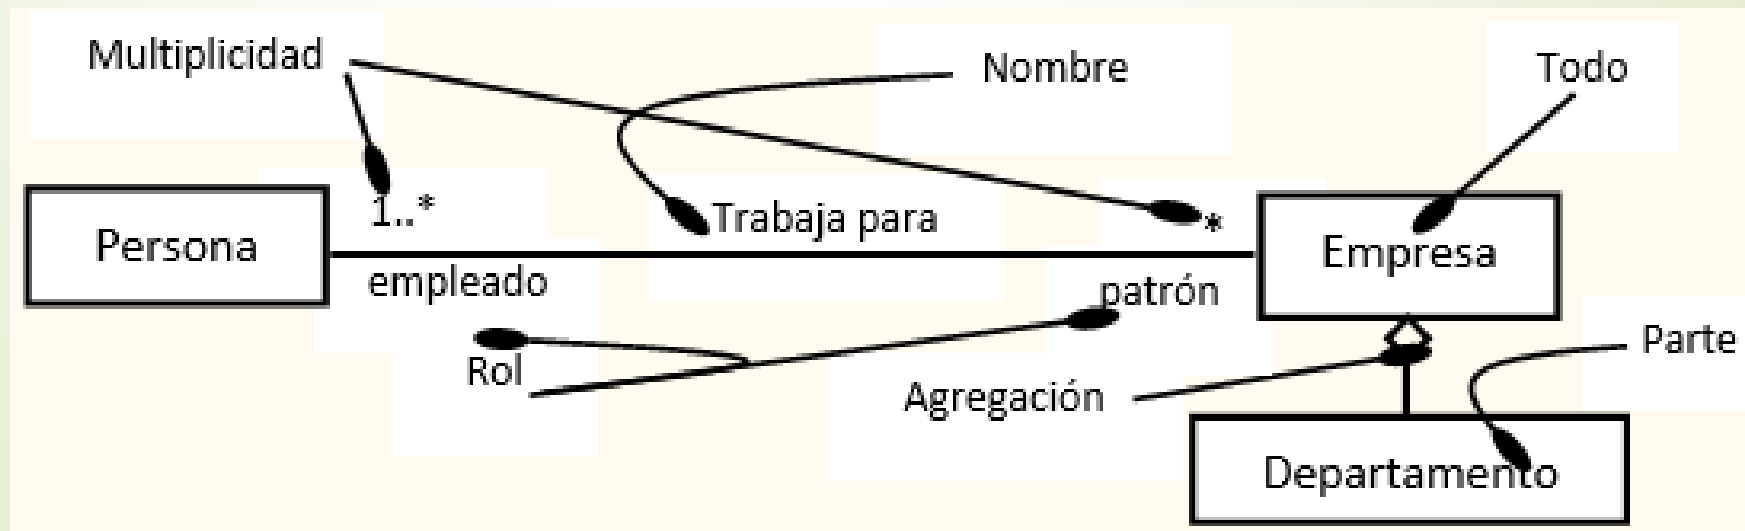 Multiplicidad
Nombre
Todo
1..*
Trabaja para
*
Persona
Empresa
empleado
patrón
Rol
Agregación
Parte
Departamento